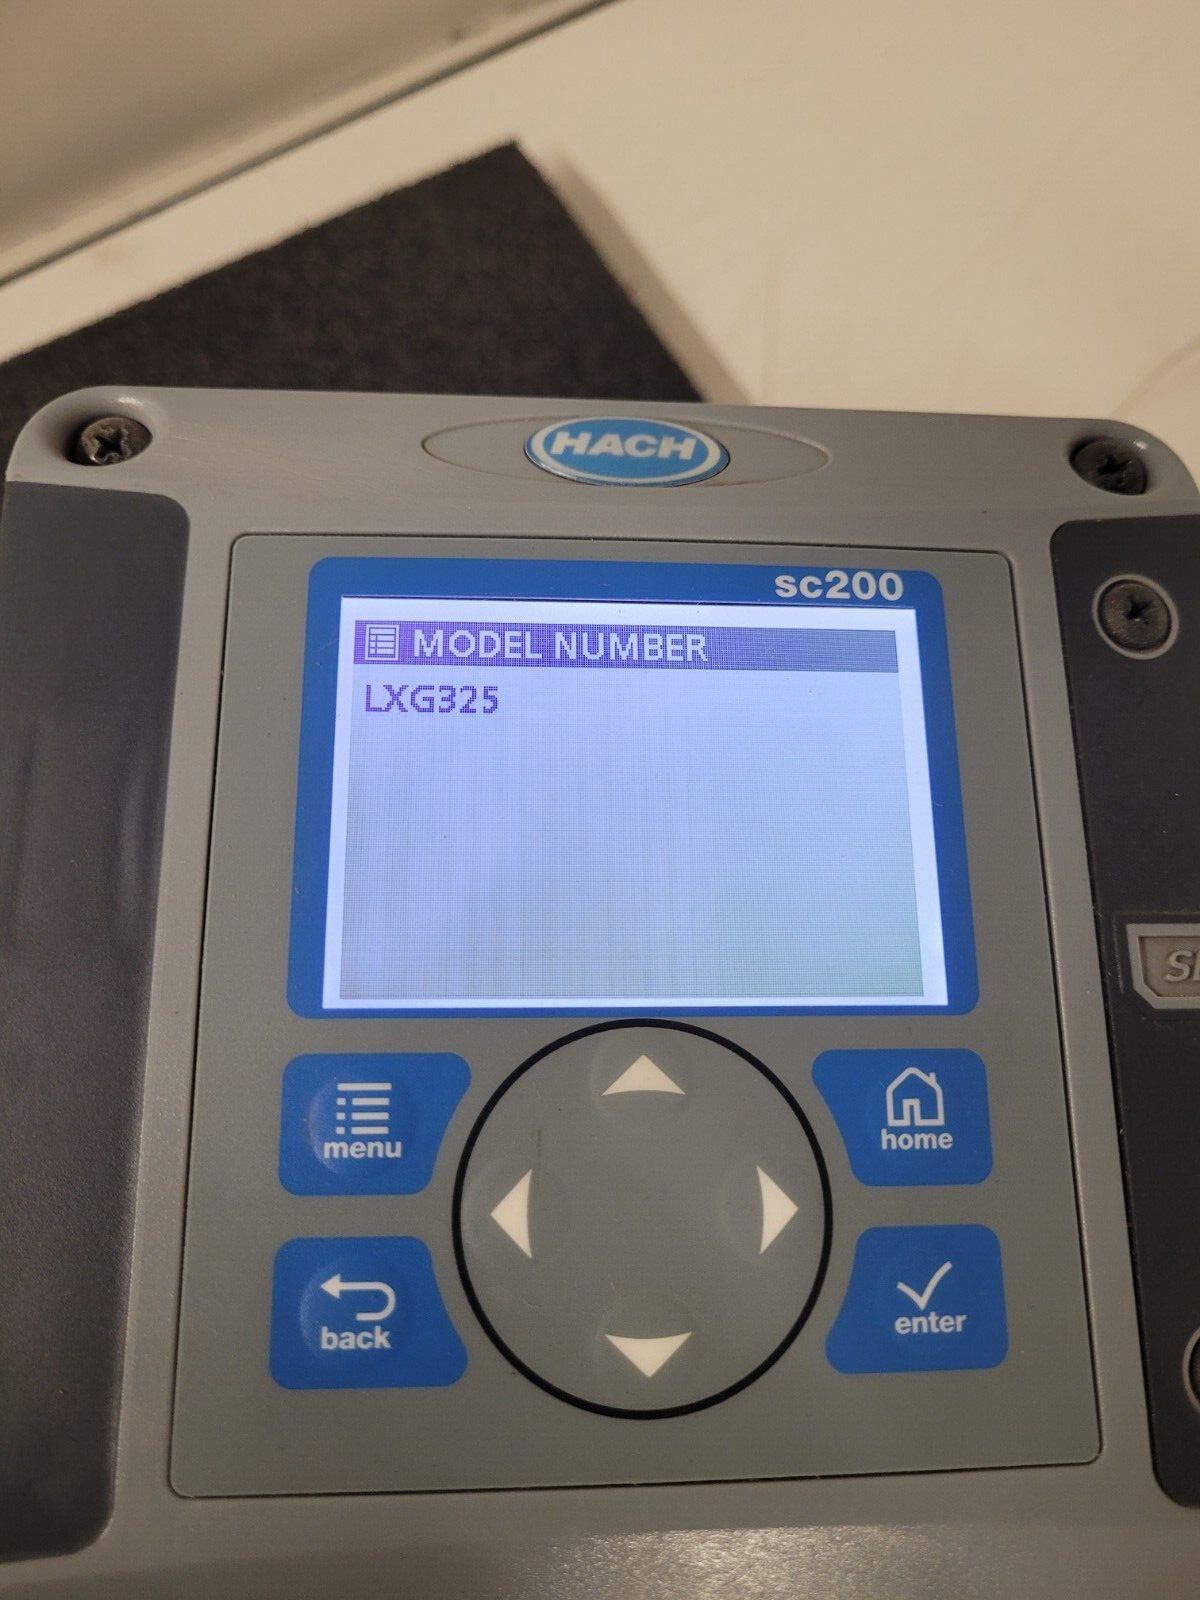 HACH
sc200
MODEL NUMBER
LXG325
menu
home
back
enter